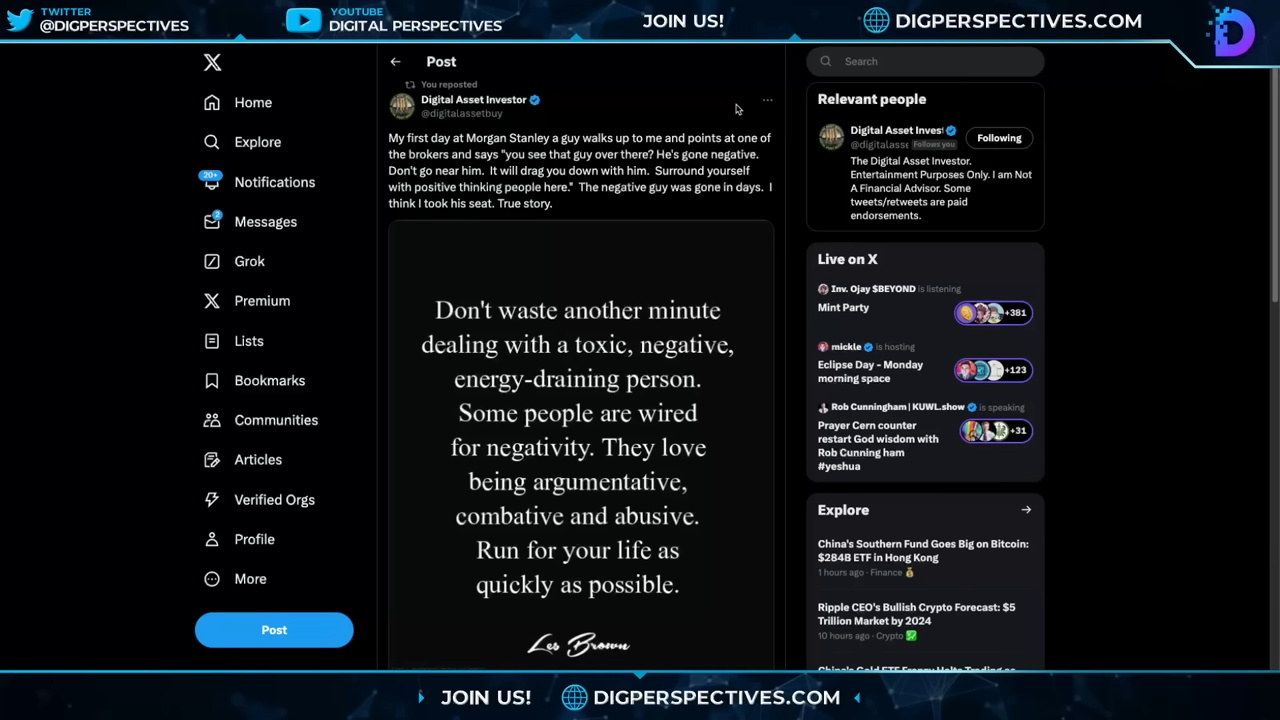 TWITTER
@DIGPERSPECTIVES
YOUTUBE
DIGITAL PERSPECTIVES
JOIN US!
DIGPERSPECTIVES.COM
Home
Explore
20+
Notifications
2
Messages
Grok
Premium
Lists
Bookmarks
Communities
Articles
Verified Orgs
Profile
More
Post
Post
You reposted
Digital Asset Investor
@digitalassetbuy
My first day at Morgan Stanley a guy walks up to me and points at one of
the brokers and says "you see that guy over there? He's gone negative.
Don't go near him. It will drag you down with him. Surround yourself
with positive thinking people here." The negative guy was gone in days. I
think I took his seat. True story.
Don't waste another minute
dealing with a toxic, negative,
energy-draining person.
Some people are wired
for negativity. They love
being argumentative,
combative and abusive.
Run for your life as
quickly as possible.
Les Brown
Search
Relevant people
Digital Asset Inves
@digitalasse Follows you
Following
The Digital Asset Investor.
Entertainment Purposes Only. I am Not
A Financial Advisor. Some
tweets/retweets are paid
endorsements.
Live on X
Inv. Ojay $BEYOND is listening
Mint Party
+381
mickle is hosting
Eclipse Day - Monday
morning space
+123
Rob Cunningham | KUWL.show is speaking
Prayer Cern counter
restart God wisdom with
Rob Cunning ham
#yeshua
+31
Explore
China's Southern Fund Goes Big on Bitcoin:
$284B ETF in Hong Kong
1 hours ago · Finance 💰
Ripple CEO's Bullish Crypto Forecast: $5
Trillion Market by 2024
10 hours ago · Crypto 💹
JOIN US!
DIGPERSPECTIVES.COM